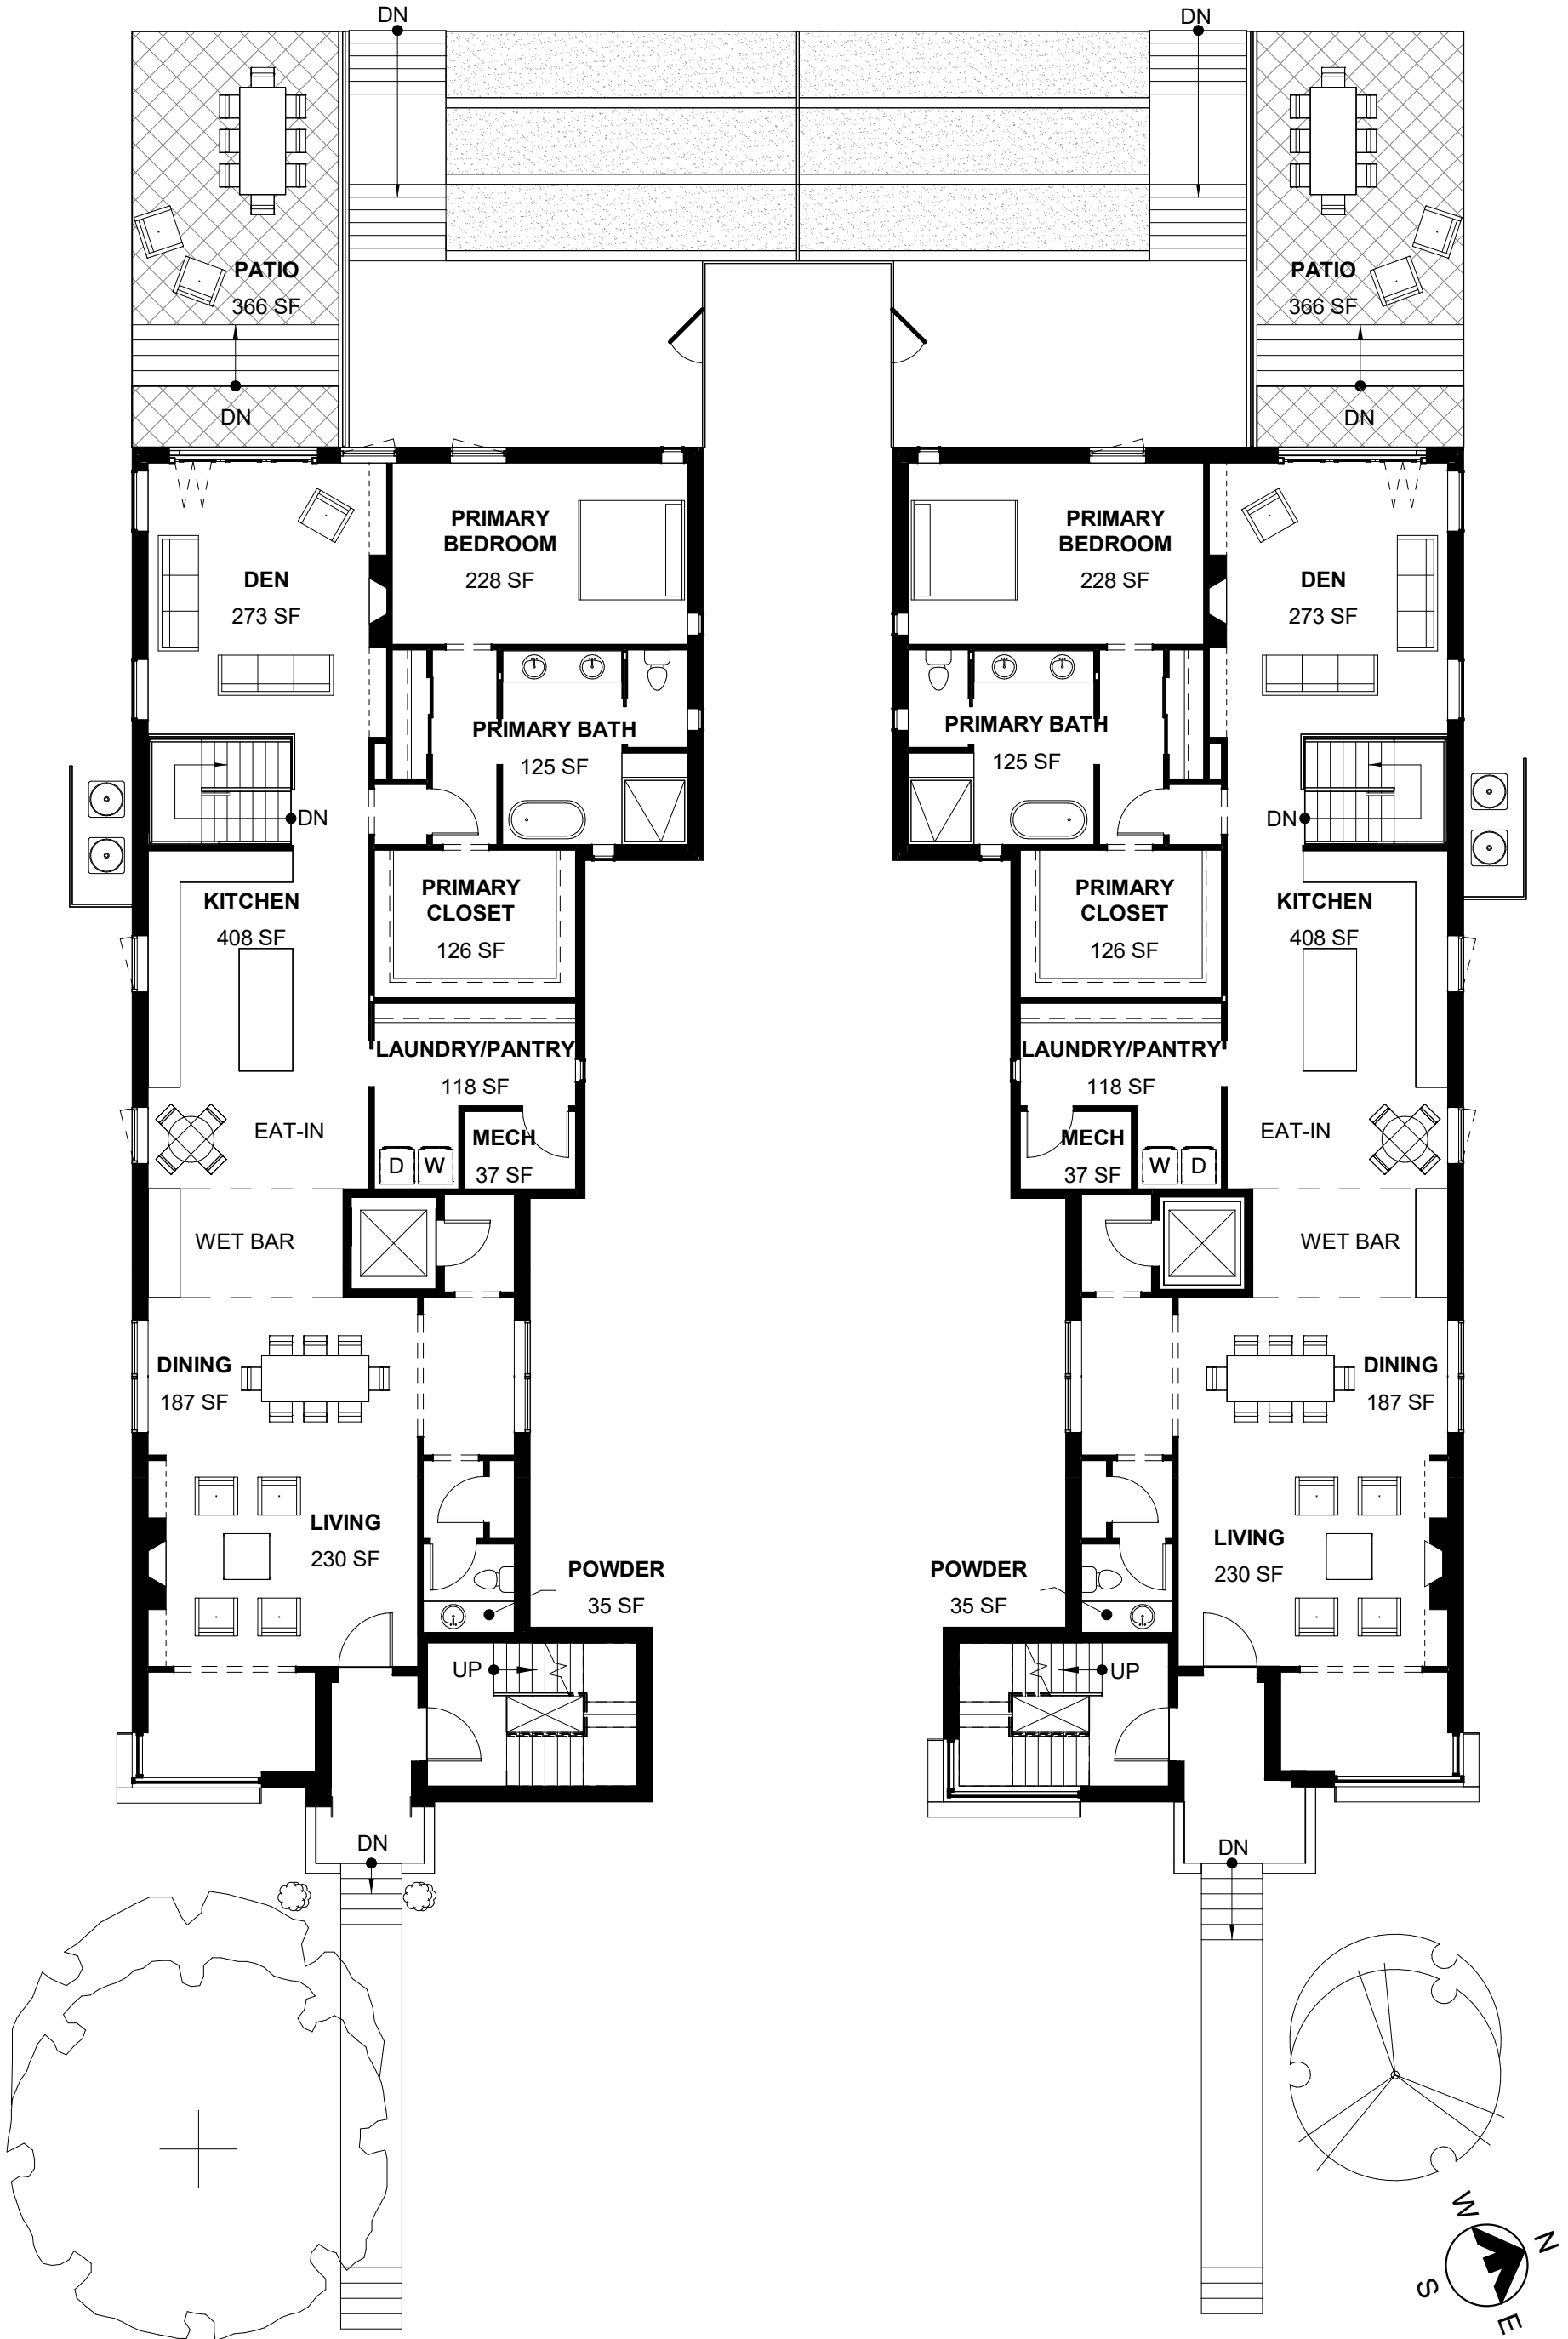 DN
DN
PATIO
366 SF
PATIO
366 SF
DN
DN
PRIMARY
BEDROOM
228 SF
PRIMARY
BEDROOM
228 SF
DEN
273 SF
DEN
273 SF
PRIMARY BATH
125 SF
PRIMARY BATH
125 SF
DN
DN
KITCHEN
408 SF
PRIMARY
CLOSET
126 SF
PRIMARY
CLOSET
126 SF
KITCHEN
408 SF
LAUNDRY/PANTRY
118 SF
LAUNDRY/PANTRY
118 SF
EAT-IN
MECH
37 SF
D W
MECH
37 SF
W D
EAT-IN
WET BAR
WET BAR
DINING
187 SF
DINING
187 SF
LIVING
230 SF
POWDER
35 SF
POWDER
35 SF
LIVING
230 SF
UP
UP
DN
DN
W
N
S
E